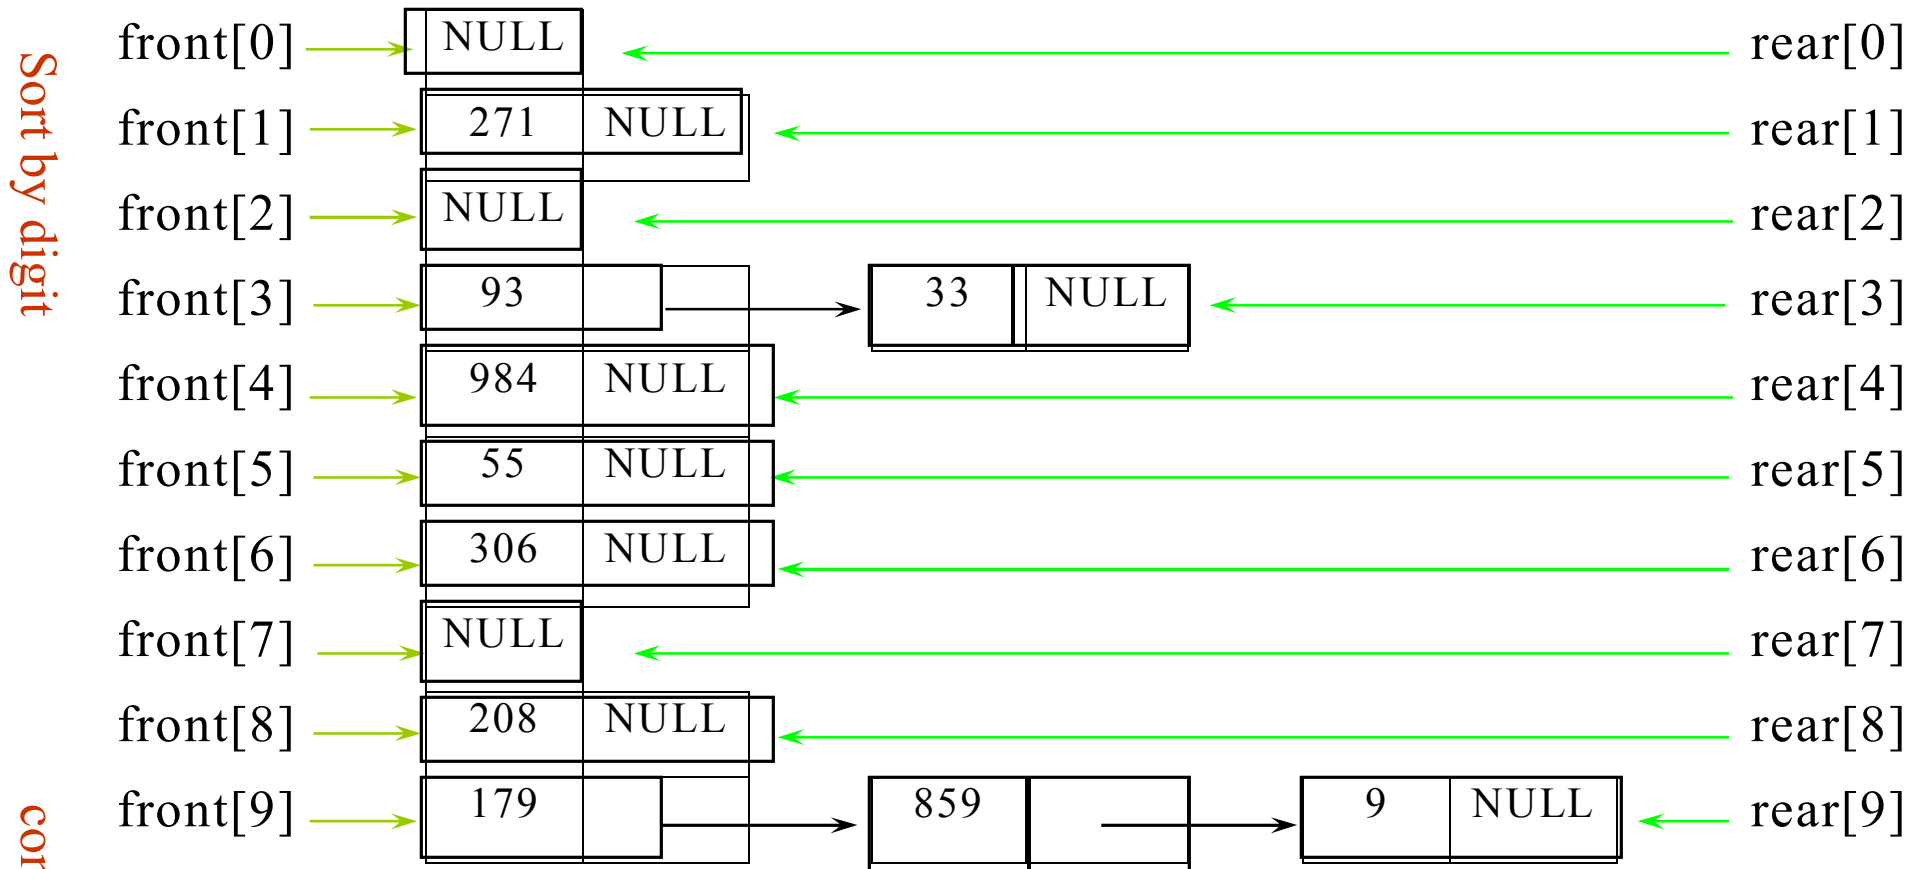 Sort by digit
front[0] NULL rear[0]
front[1] 271 NULL rear[1]
front[2] NULL rear[2]
front[3] 93 33 NULL rear[3]
front[4] 984 NULL rear[4]
front[5] 55 NULL rear[5]
front[6] 306 NULL rear[6]
front[7] NULL rear[7]
front[8] 208 NULL rear[8]
front[9] 179 859 9 NULL rear[9]